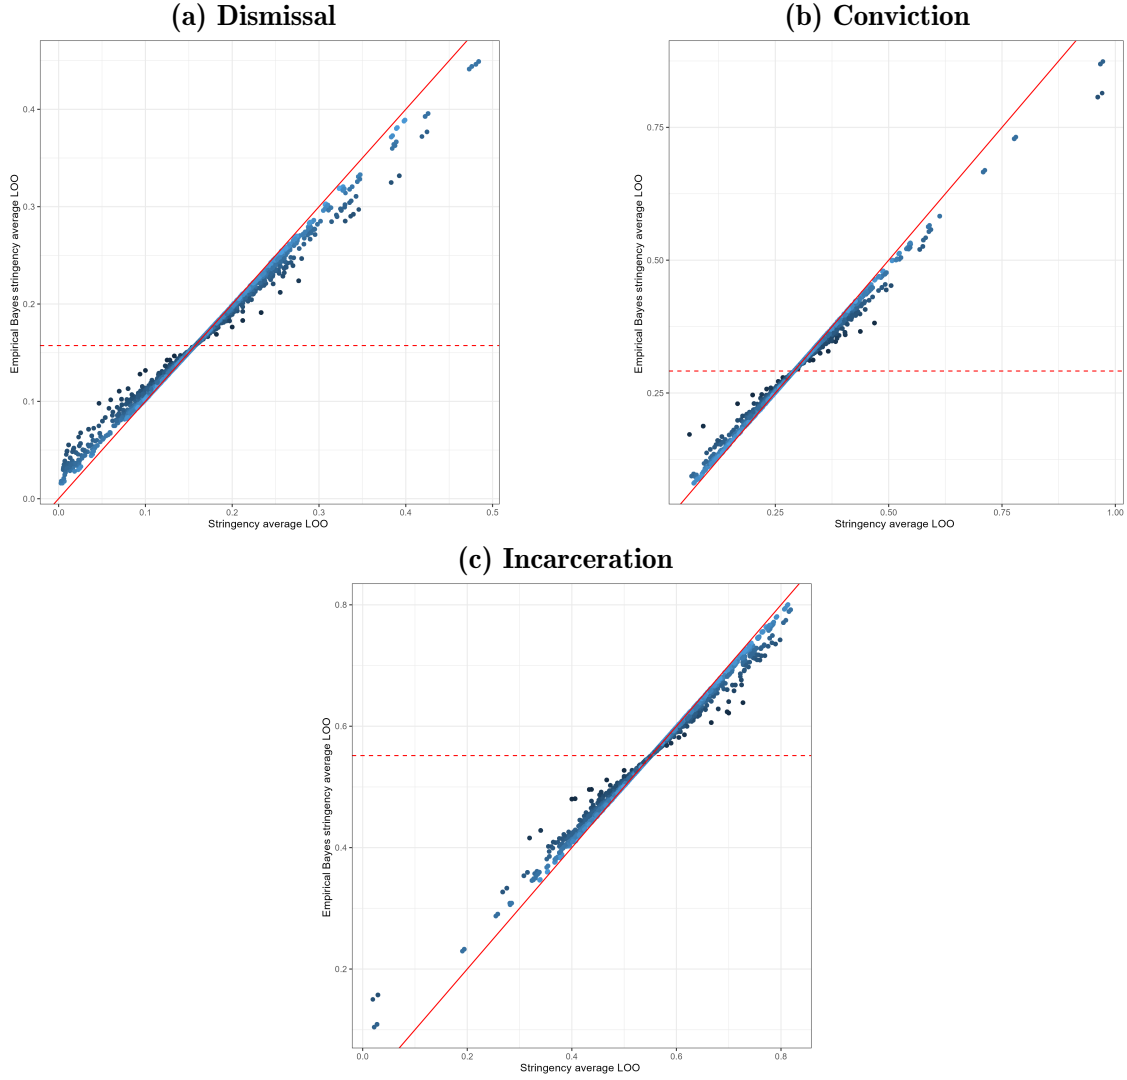 (a) Dismissal
Empirical Bayes stringency average LOO
0.4
0.3
0.2
0.1
0.0
0.0 0.1 0.2 0.3 0.4 0.5
Stringency average LOO
(b) Conviction
Empirical Bayes stringency average LOO
0.75
0.50
0.25
0.25 0.50 0.75 1.00
Stringency average LOO
(c) Incarceration
Empirical Bayes stringency average LOO
0.8
0.6
0.4
0.2
0.0 0.2 0.4 0.6 0.8
Stringency average LOO